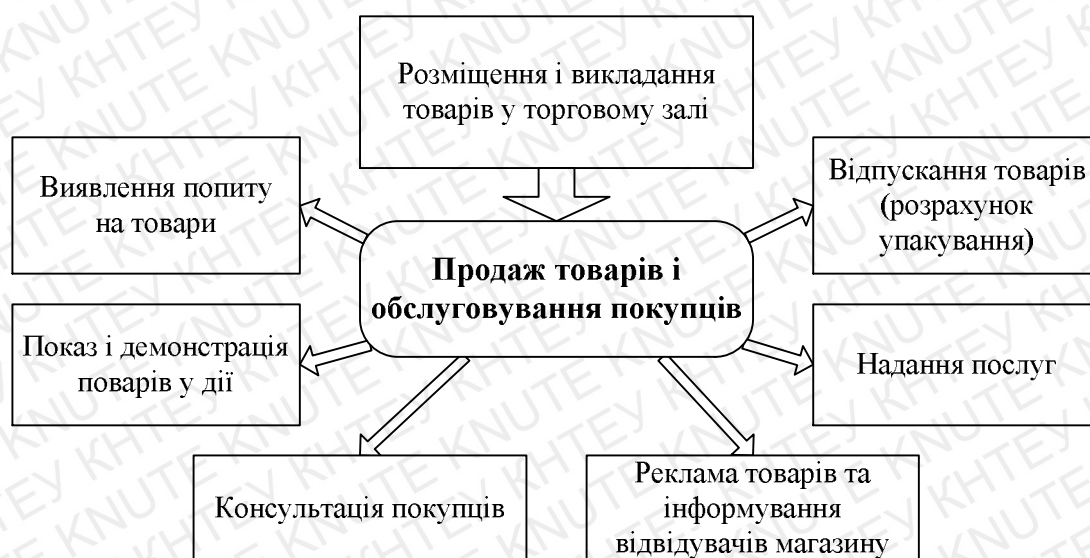 Розміщення і викладання
товарів у торговому залі
Виявлення попиту
на товари
Відпускання товарів
(розрахунок
упакування)
Продаж товарів і
обслуговування покупців
Показ і демонстрація
поварів у дії
Надання послуг
Консультація покупців
Реклама товарів та
інформування
відвідувачів магазину